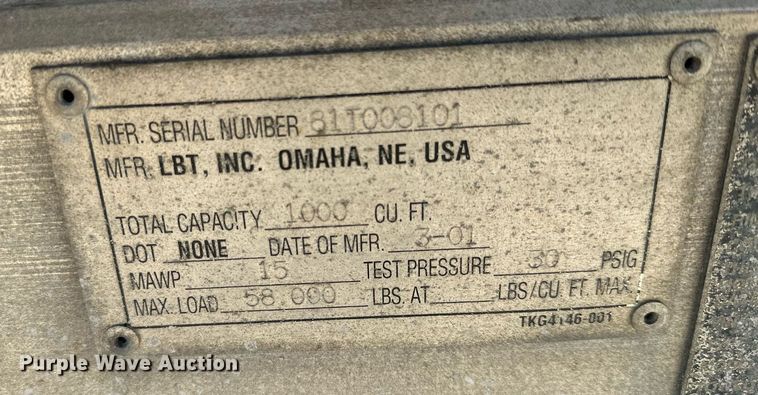 MFR. SERIAL NUMBER 81T008101
MFR. LBT, INC. OMAHA, NE, USA
TOTAL CAPACITY 1000 CU. FT.
DOT NONE DATE OF MFR. 3-01
MAWP 15 TEST PRESSURE 30 PSIG
MAX. LOAD 58,000 LBS. AT LBS/CU. FT. MAX
TKG4146-001
Purple Wave Auction